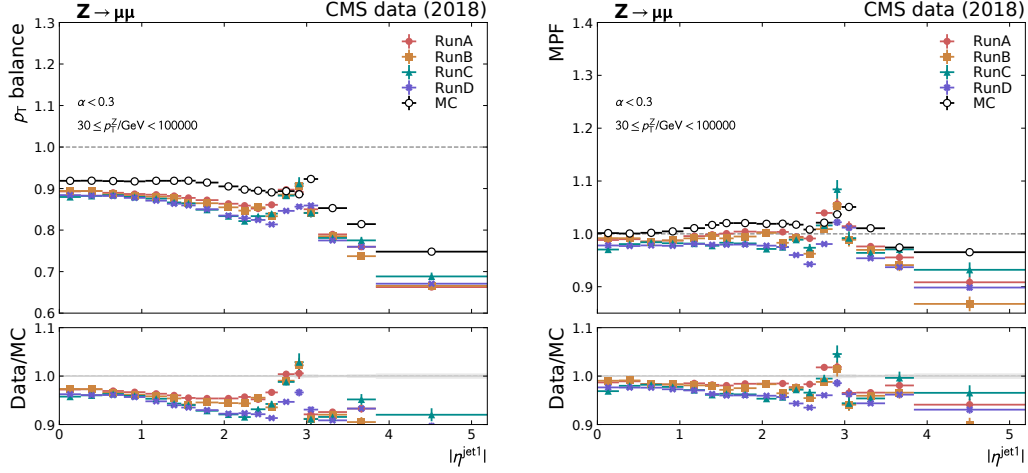 Z → μμ CMS data (2018)
1.3
1.2
1.1
1.0
0.9
0.8
0.7
0.6
p_T balance
RunA
RunB
RunC
RunD
MC
α < 0.3
30 ≤ p_T^Z/GeV < 100000
1.1
1.0
0.9
Data/MC
0 1 2 3 4 5
|η^jet1|
Z → μμ CMS data (2018)
1.4
1.3
1.2
1.1
1.0
0.9
MPF
RunA
RunB
RunC
RunD
MC
α < 0.3
30 ≤ p_T^Z/GeV < 100000
1.1
1.0
0.9
Data/MC
0 1 2 3 4 5
|η^jet1|